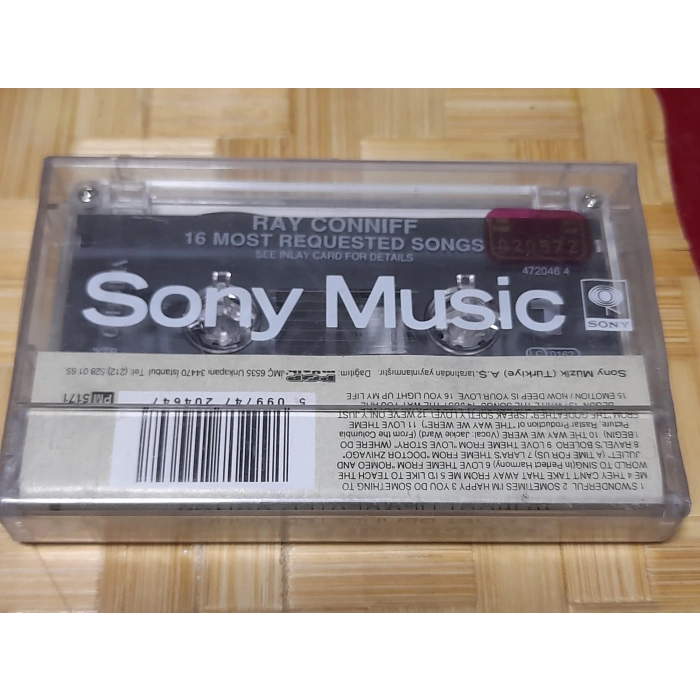 RAY CONNIFF
16 MOST REQUESTED SONGS
SEE INLAY CARD FOR DETAILS
472046 4
Sony Music
SONY
LC 0162
1 S'WONDERFUL 2 SOMETIMES I'M HAPPY 3 YOU DO SOMETHING TO
ME 4 THEY CAN'T TAKE THAT AWAY FROM ME 5 I'D LIKE TO TEACH THE
WORLD TO SING (In Perfect Harmony) 6 LOVE THEME FROM "ROMEO AND
JULIET" (A TIME FOR US) 7 LARA'S THEME FROM "DOCTOR ZHIVAGO"
8 RAVEL'S BOLERO 9 LOVE THEME FROM "LOVE STORY" (WHERE DO
I BEGIN) 10 THE WAY WE WERE (vocal) Jackie Ward (From the Columbia
Picture, Rastar Production of "THE WAY WE WERE") 11 LOVE THEME
FROM "THE GODFATHER" (SPEAK SOFTLY LOVE) 12 WE'VE ONLY JUST
15 EMOTION / HOW DEEP IS YOUR LOVE 16 YOU LIGHT UP MY LIFE
Sony Müzik (Türkiye) A.S. tarafından yayınlanmıştır.
Dağıtım:
İMÇ 6535 Unkapanı 34470 İstanbul Tel: (212) 528 01 65
PM 5171
5 099747 204647